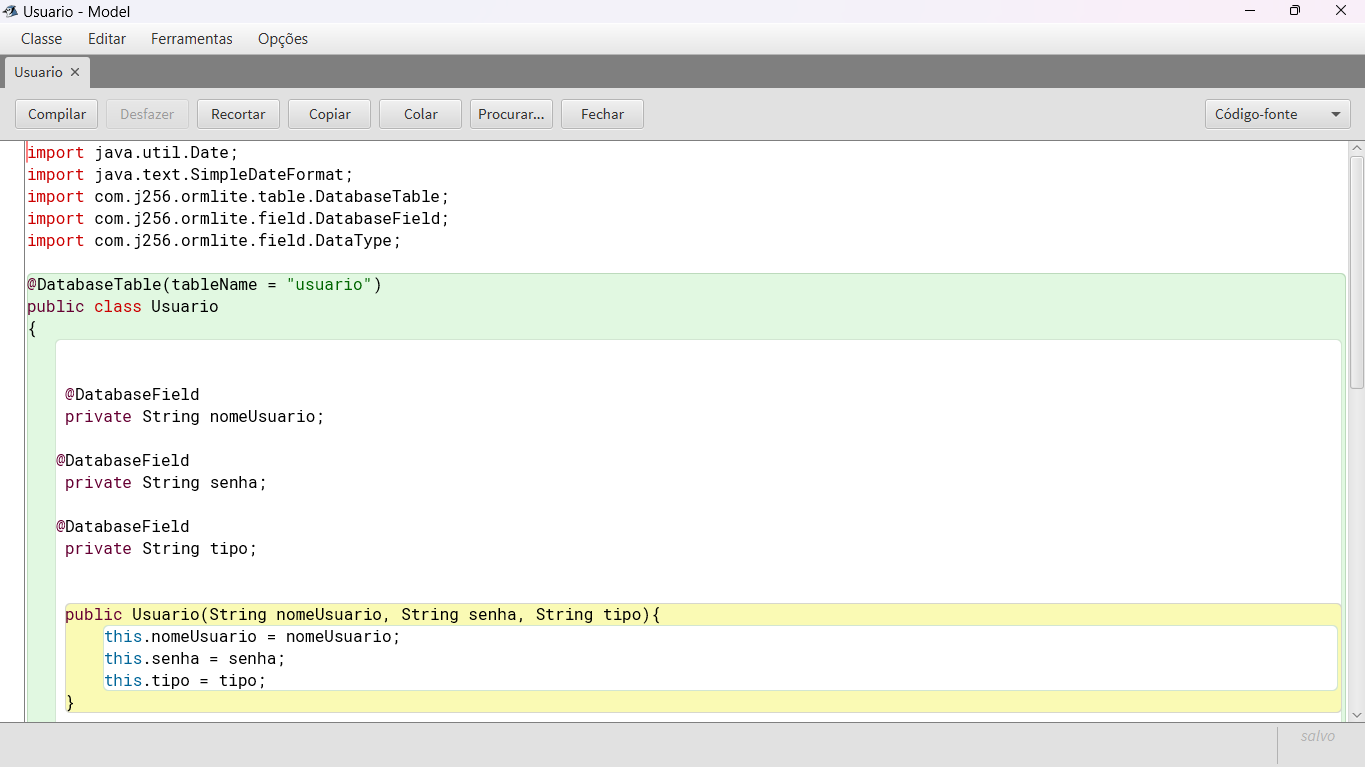 Usuario - Model
Classe Editar Ferramentas Opções
Usuario
Compilar Desfazer Recortar Copiar Colar Procurar... Fechar Código-fonte
import java.util.Date;
import java.text.SimpleDateFormat;
import com.j256.ormlite.table.DatabaseTable;
import com.j256.ormlite.field.DatabaseField;
import com.j256.ormlite.field.DataType;
@DatabaseTable(tableName = "usuario")
public class Usuario
{
@DatabaseField
private String nomeUsuario;
@DatabaseField
private String senha;
@DatabaseField
private String tipo;
public Usuario(String nomeUsuario, String senha, String tipo){
this.nomeUsuario = nomeUsuario;
this.senha = senha;
this.tipo = tipo;
}
salvo